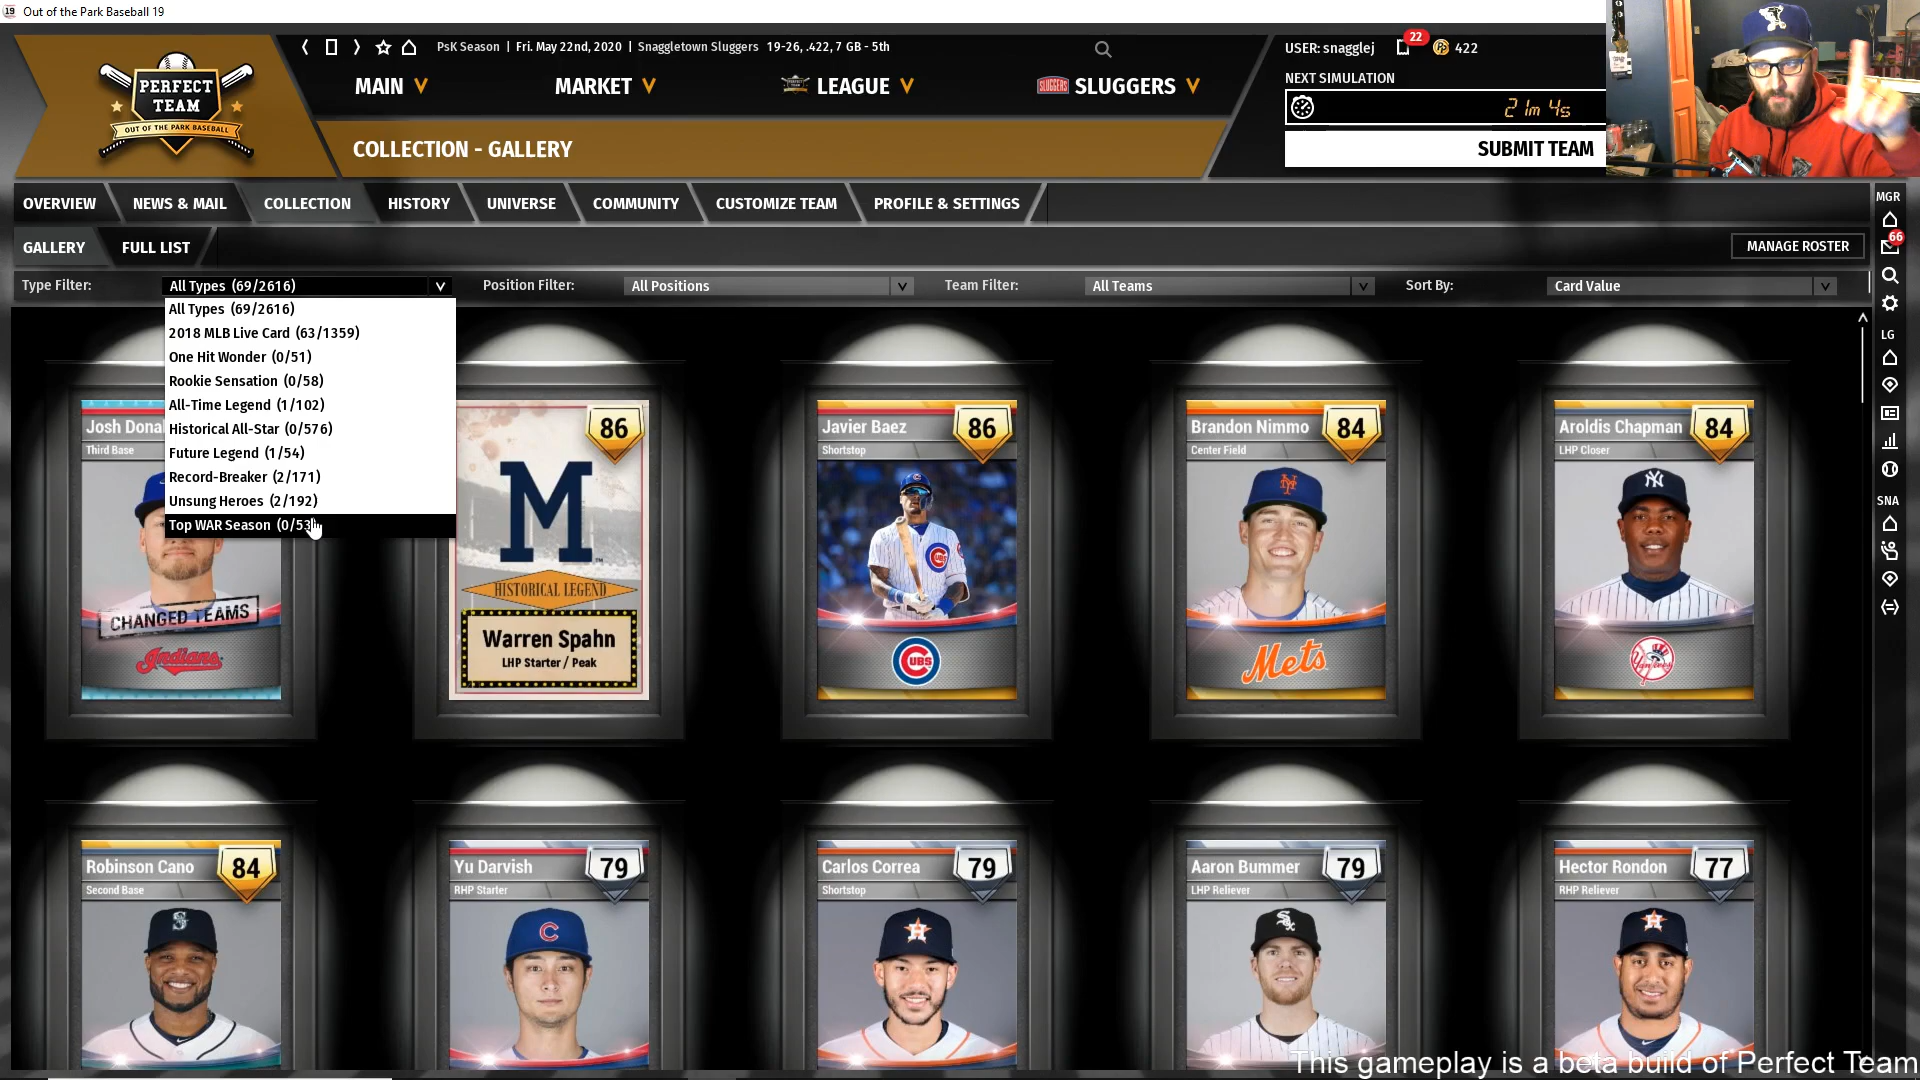 Out of the Park Baseball 19
PERFECT
TEAM
OUT OF THE PARK BASEBALL
PsK Season | Fri. May 22nd, 2020 | Snaggletown Sluggers 19-26, .422, 7 GB - 5th
MAIN MARKET LEAGUE SLUGGERS SLUGGERS
COLLECTION - GALLERY
USER: snagglej 22 422
NEXT SIMULATION
21m 4s
SUBMIT TEAM
OVERVIEW NEWS & MAIL COLLECTION HISTORY UNIVERSE COMMUNITY CUSTOMIZE TEAM PROFILE & SETTINGS
GALLERY FULL LIST MANAGE ROSTER
Type Filter: All Types (69/2616) Position Filter: All Positions Team Filter: All Teams Sort By: Card Value
All Types (69/2616)
2018 MLB Live Card (63/1359)
One Hit Wonder (0/51)
Rookie Sensation (0/58)
All-Time Legend (1/102)
Historical All-Star (0/576)
Future Legend (1/54)
Record-Breaker (2/171)
Unsung Heroes (2/192)
Top WAR Season (0/53
MGR
66
LG
SNA
Josh Dona
Third Base
CHANGED TEAMS
Indians
86
M
HISTORICAL LEGEND
Warren Spahn
LHP Starter / Peak
Javier Baez 86
Shortstop
CUBS
Brandon Nimmo 84
Center Field
Mets
Aroldis Chapman 84
LHP Closer
Yankees
Robinson Cano 84
Second Base
Yu Darvish 79
RHP Starter
Carlos Correa 79
Shortstop
Aaron Bummer 79
LHP Reliever
Hector Rondon 77
RHP Reliever
This gameplay is a beta build of Perfect Team